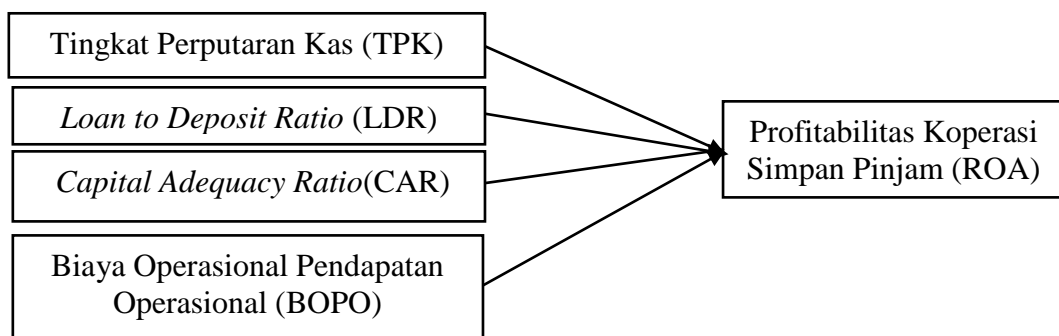 Tingkat Perputaran Kas (TPK)
Loan to Deposit Ratio (LDR)
Capital Adequacy Ratio(CAR)
Biaya Operasional Pendapatan
Operasional (BOPO)
Profitabilitas Koperasi
Simpan Pinjam (ROA)